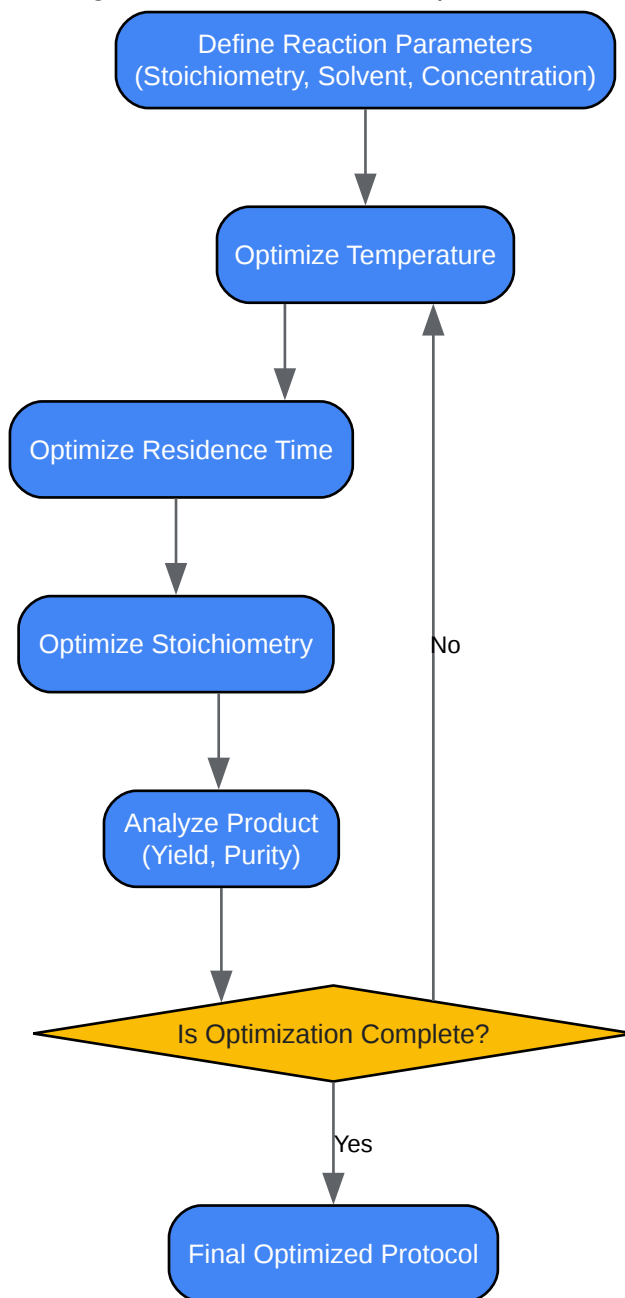 Define Reaction Parameters
(Stoichiometry, Solvent, Concentration)
Optimize Temperature
Optimize Residence Time
Optimize Stoichiometry
No
Analyze Product
(Yield, Purity)
Is Optimization Complete?
Yes
Final Optimized Protocol